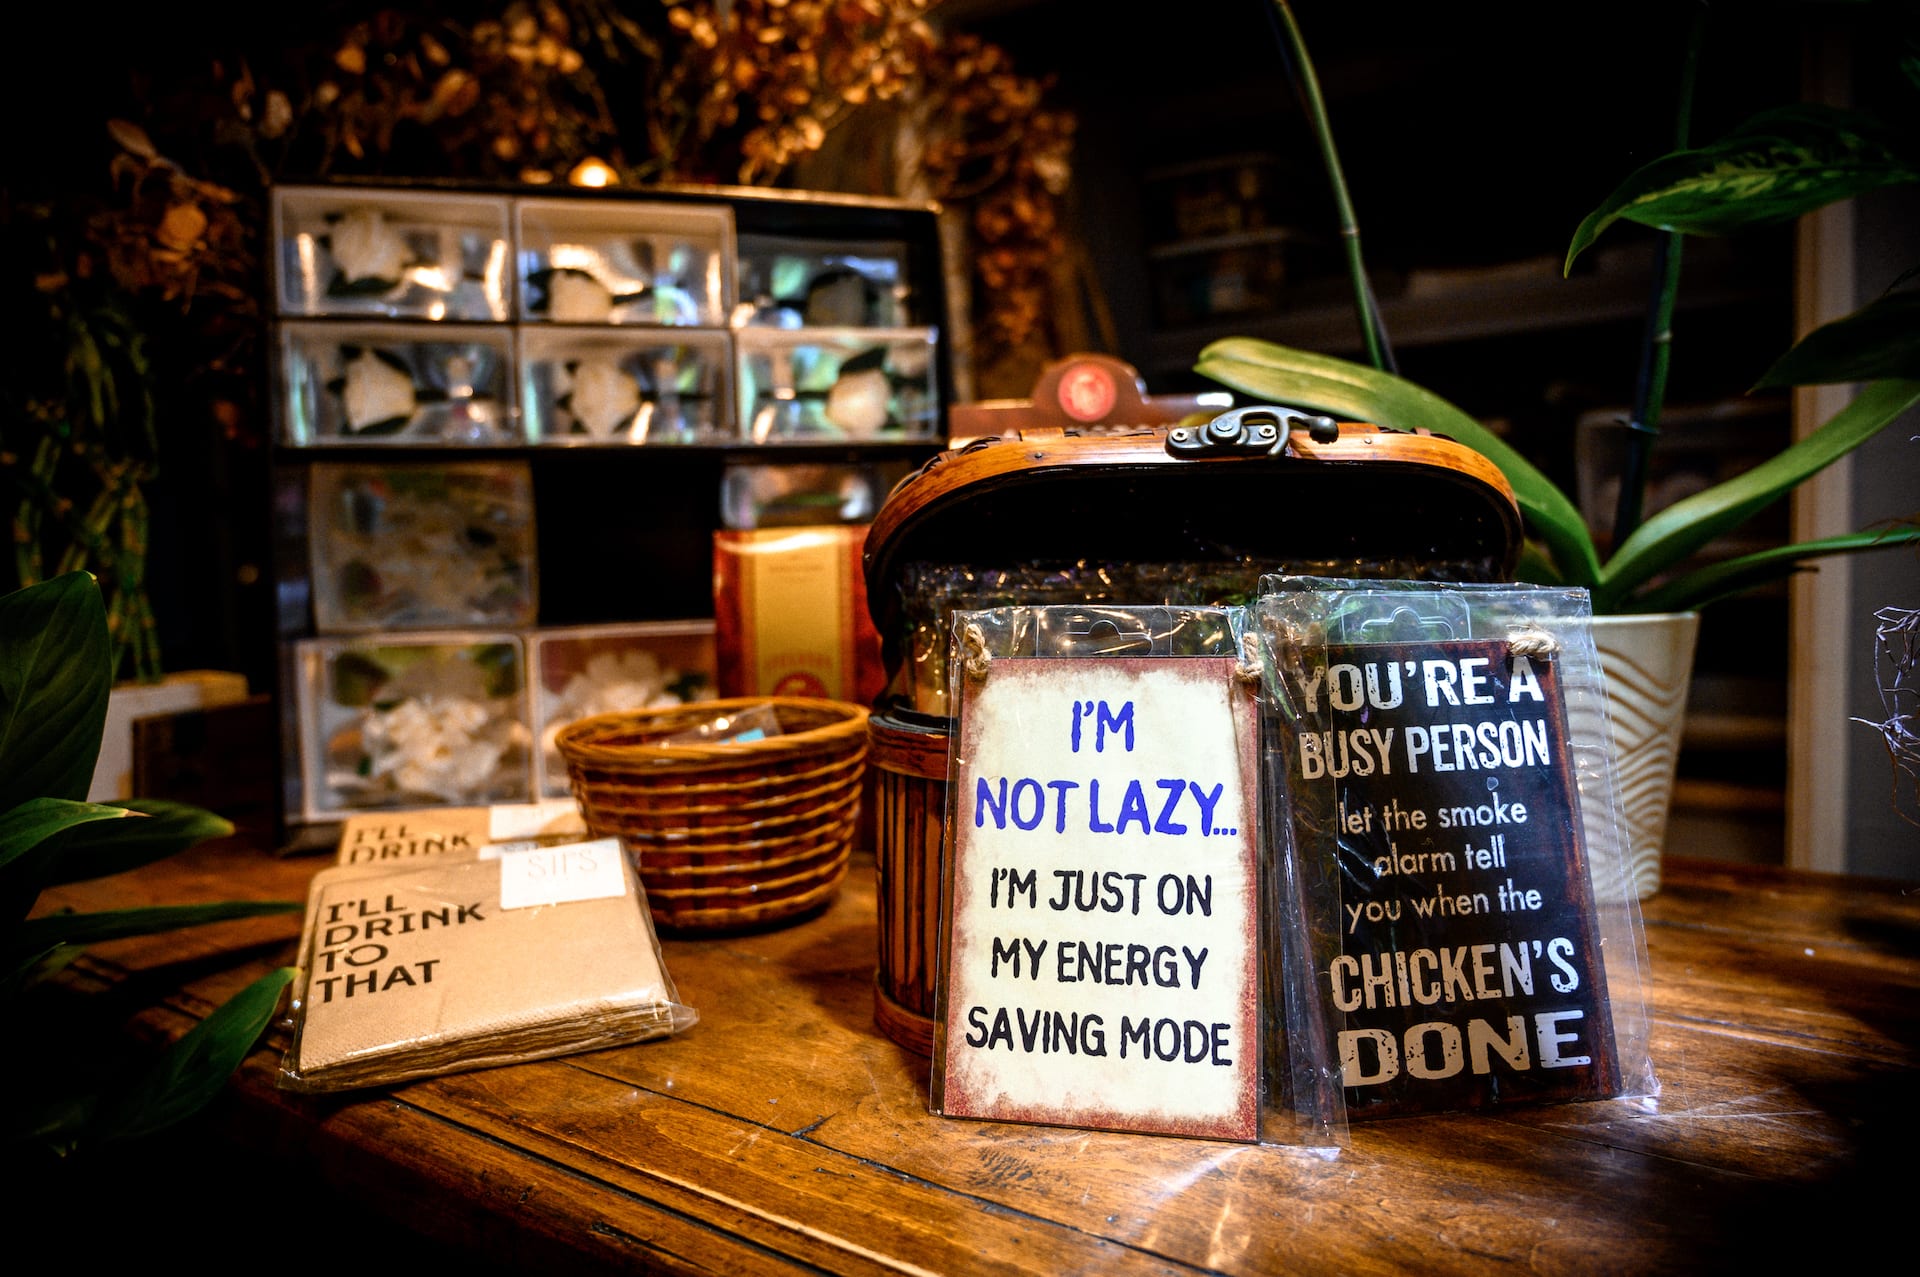 I'LL
DRINK
SIPS
I'LL
DRINK
TO
THAT
I'M
NOT LAZY...
I'M JUST ON
MY ENERGY
SAVING MODE
YOU'RE A
BUSY PERSON
let the smoke
alarm tell
you when the
CHICKEN'S
DONE